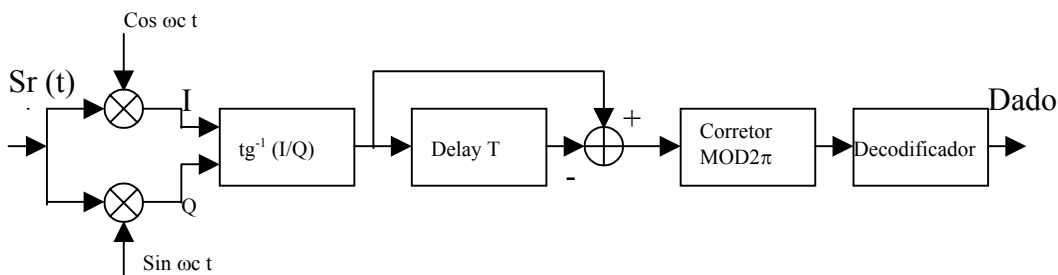 Cos ωc t
Sr (t)
I
Q
tg⁻¹ (I/Q)
Delay T
+
-
Corretor
MOD2π
Decodificador
Dado
Sin ωc t